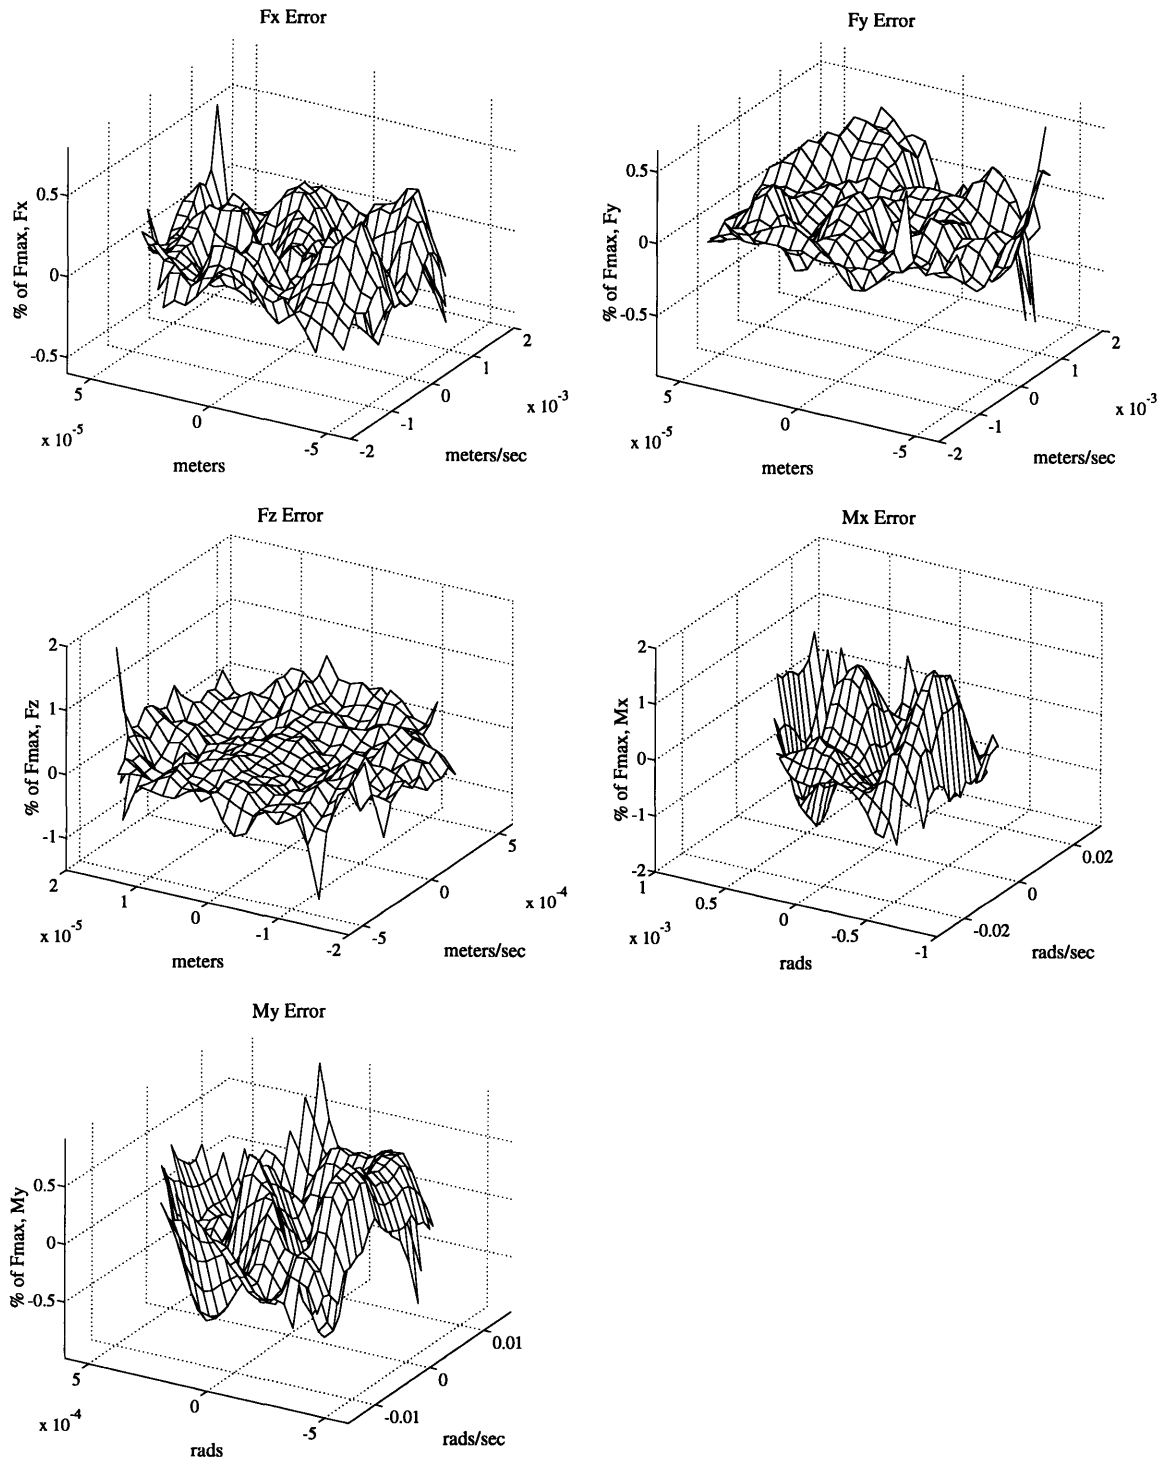 Fx Error
% of Fmax, Fx
0.5
0
-0.5
5
0
-5
x 10^-5
meters
-2
-1
0
1
2
x 10^-3
meters/sec
Fy Error
% of Fmax, Fy
0.5
0
-0.5
5
0
-5
x 10^-5
meters
-2
-1
0
1
2
x 10^-3
meters/sec
Fz Error
% of Fmax, Fz
2
1
0
-1
2
1
0
-1
-2
x 10^-5
meters
-5
0
5
x 10^-4
meters/sec
Mx Error
% of Fmax, Mx
2
1
0
-1
-2
1
0.5
0
-0.5
-1
x 10^-3
rads
-0.02
0
0.02
rads/sec
My Error
% of Fmax, My
0.5
0
-0.5
5
0
-5
x 10^-4
rads
-0.01
0
0.01
rads/sec